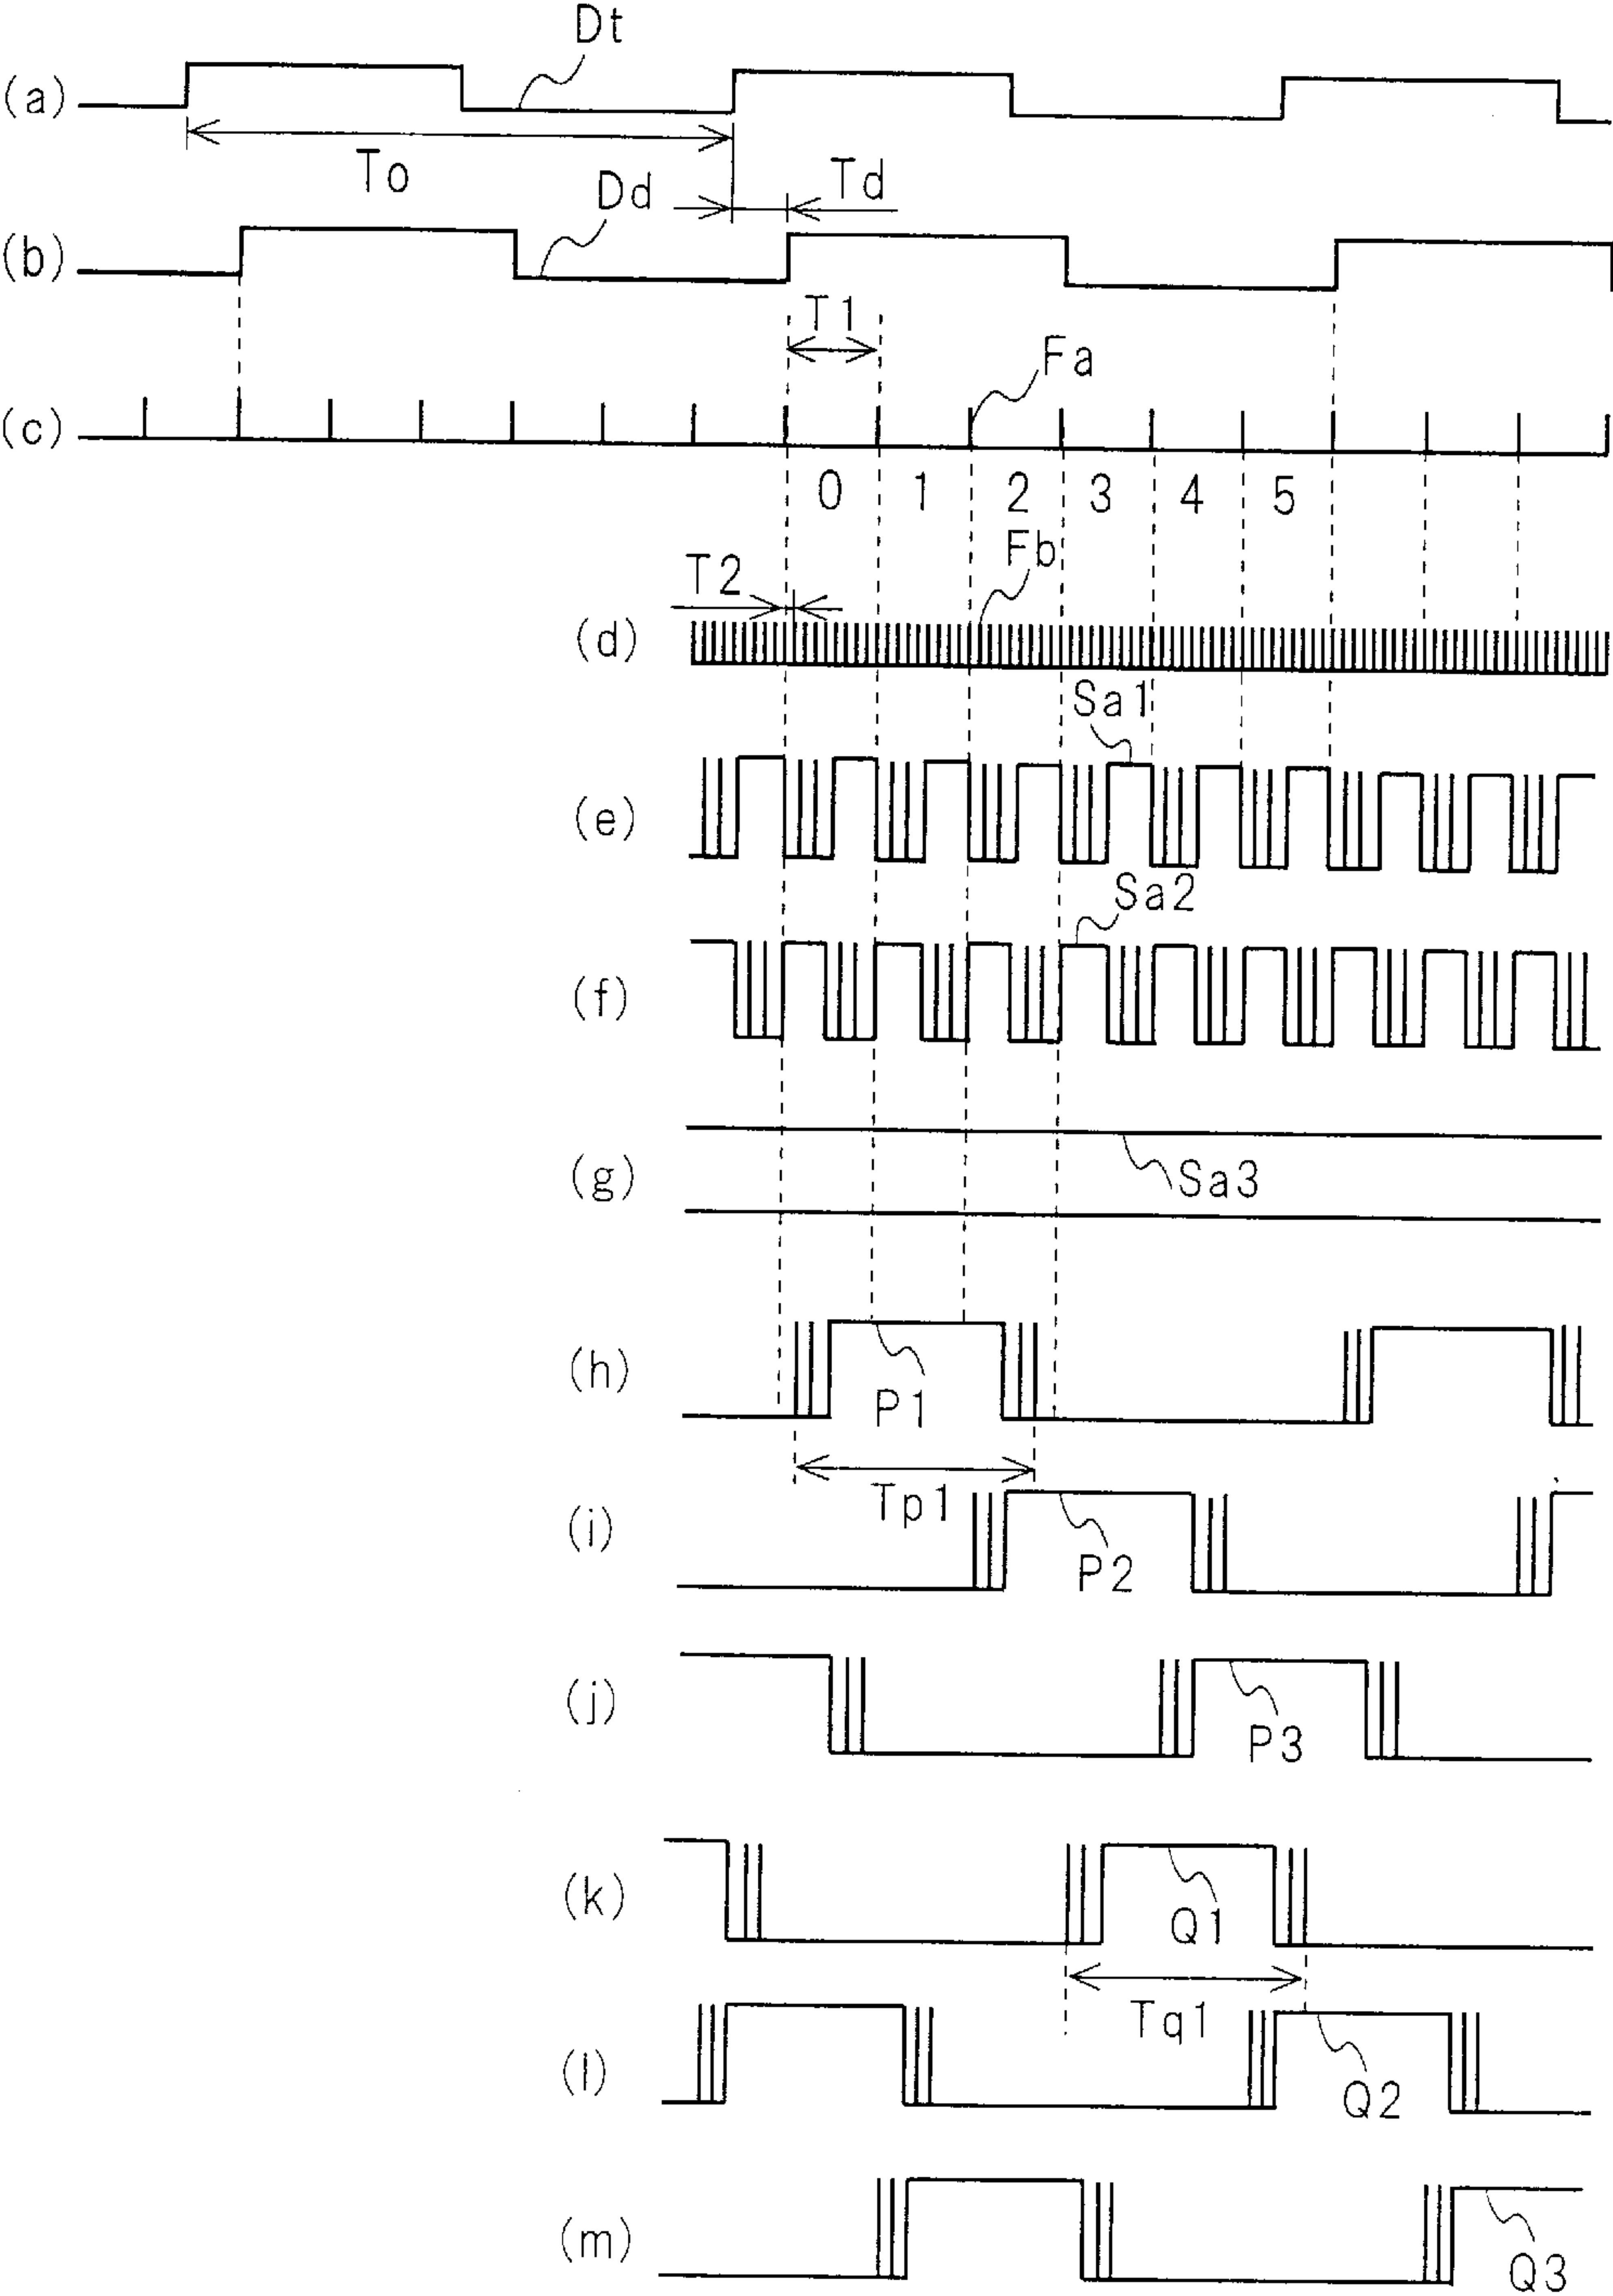 Dt
(a)
To
Td
Dd
(b)
T1
Fa
(c)
0 1 2 3 4 5
Fb
T2
(d)
Sa1
(e)
Sa2
(f)
(g)
Sa3
(h)
P1
Tp1
(i)
P2
(j)
P3
(k)
Q1
Tq1
(l)
Q2
(m)
Q3